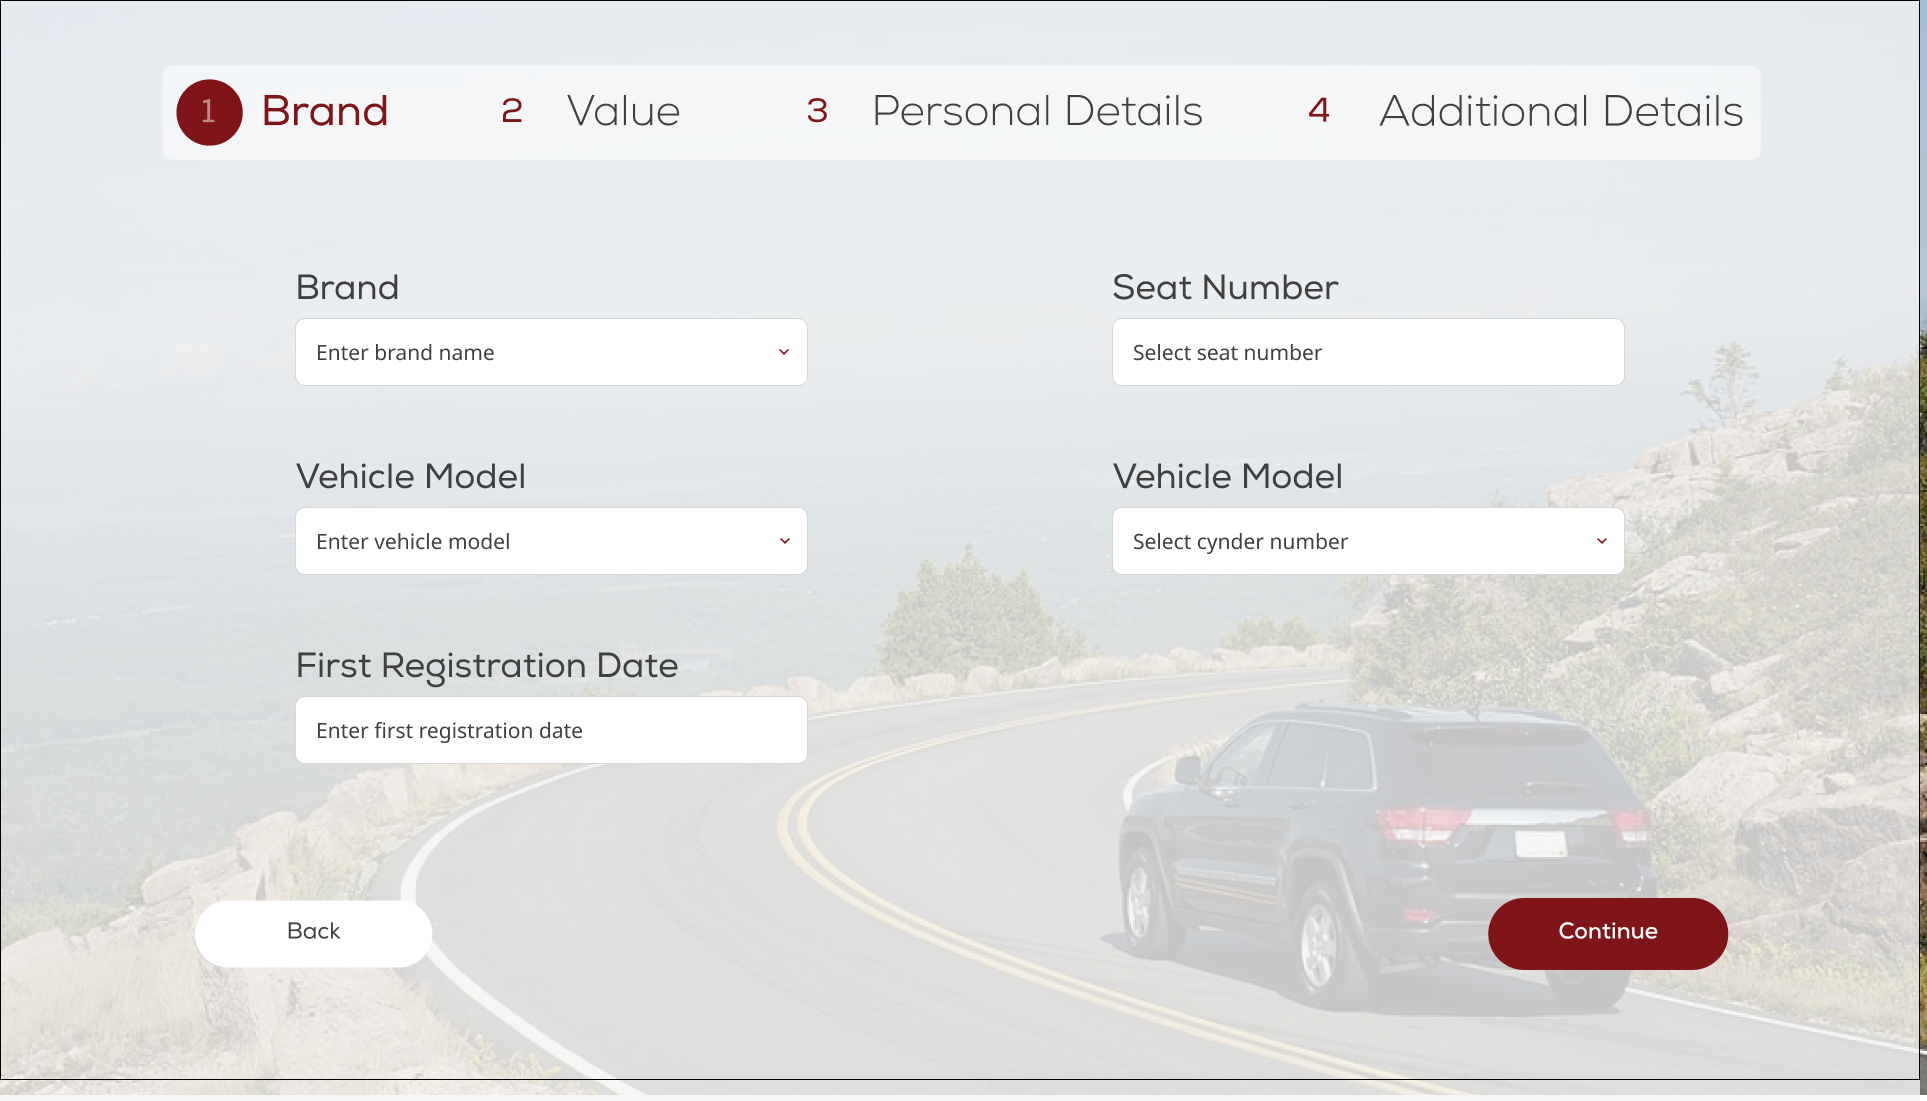 1 Brand 2 Value 3 Personal Details 4 Additional Details
Brand
Enter brand name
Seat Number
Select seat number
Vehicle Model
Enter vehicle model
Vehicle Model
Select cynder number
First Registration Date
Enter first registration date
Back
Continue